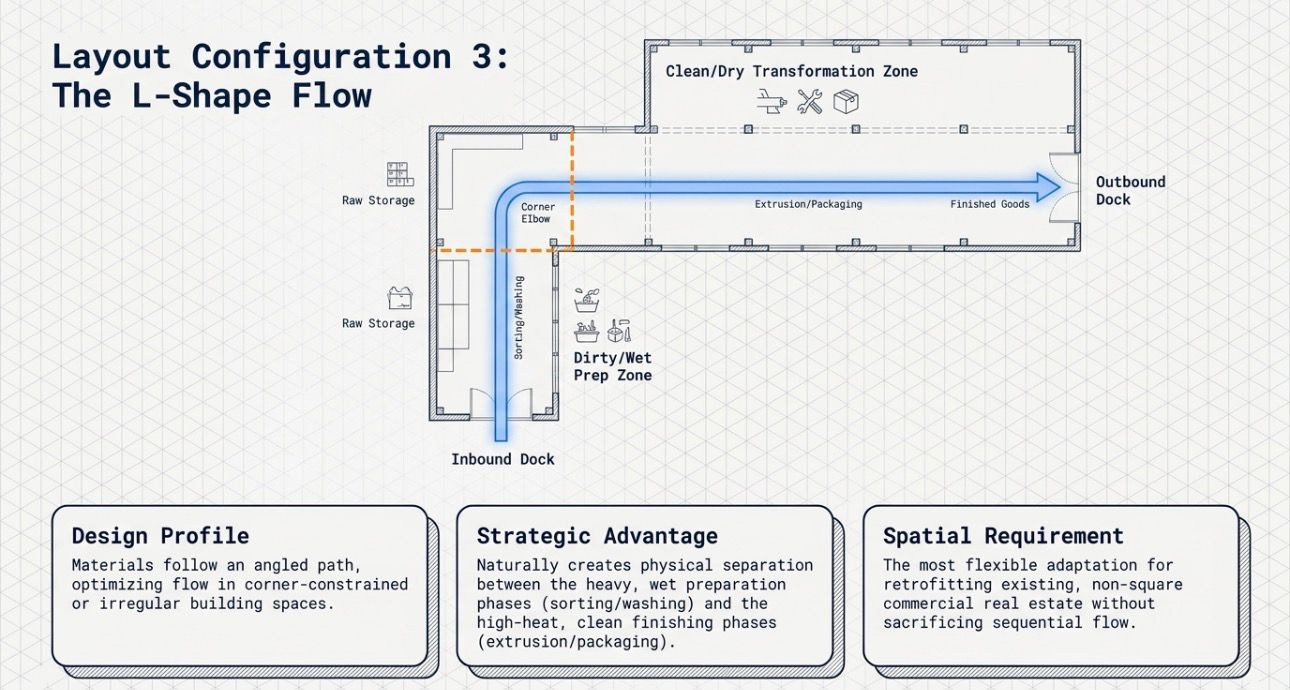 Layout Configuration 3:
The L-Shape Flow
Clean/Dry Transformation Zone
Raw Storage
Corner
Elbow
Extrusion/Packaging
Finished Goods
Outbound
Dock
Raw Storage
Sorting/Washing
Dirty/Wet
Prep Zone
Inbound Dock
Design Profile
Materials follow an angled path,
optimizing flow in corner-constrained
or irregular building spaces.
Strategic Advantage
Naturally creates physical separation
between the heavy, wet preparation
phases (sorting/washing) and the
high-heat, clean finishing phases
(extrusion/packaging).
Spatial Requirement
The most flexible adaptation for
retrofitting existing, non-square
commercial real estate without
sacrificing sequential flow.